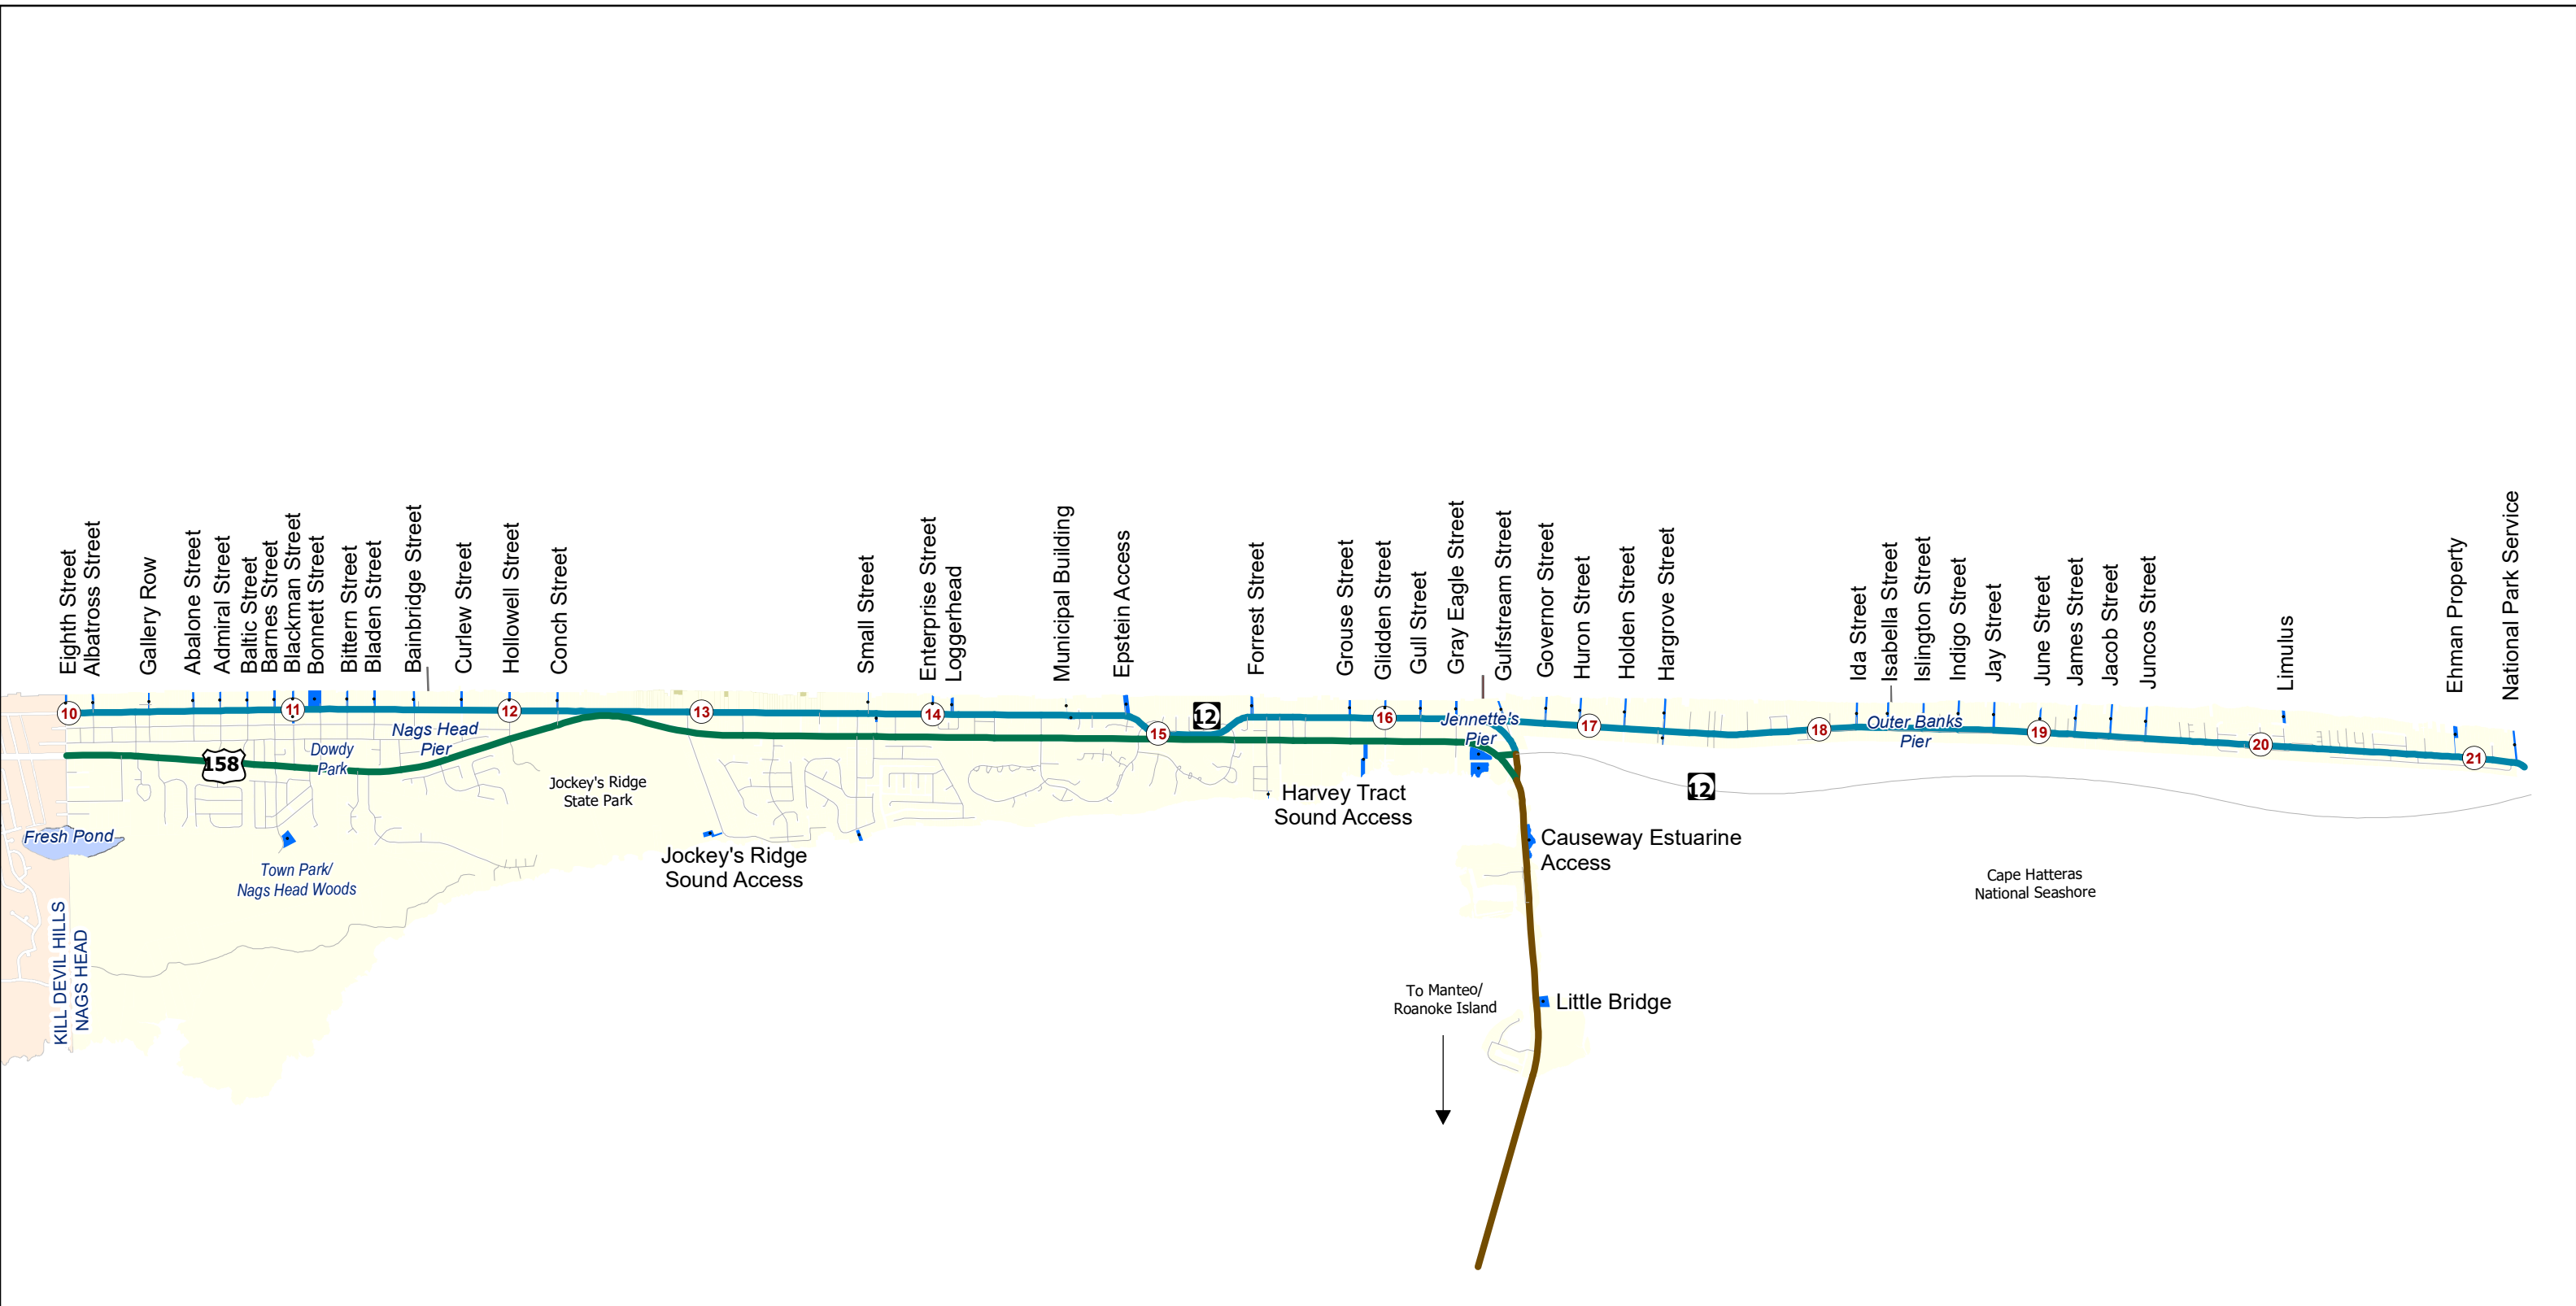 Eighth Street
Albatross Street
Gallery Row
Abalone Street
Admiral Street
Baltic Street
Barnes Street
Blackman Street
Bonnett Street
Bittern Street
Bladen Street
Bainbridge Street
Curlew Street
Hollowell Street
Conch Street
Small Street
Enterprise Street
Loggerhead
Municipal Building
Epstein Access
Forrest Street
Grouse Street
Glidden Street
Gull Street
Gray Eagle Street
Gulfstream Street
Governor Street
Huron Street
Holden Street
Hargrove Street
Ida Street
Isabella Street
Islington Street
Indigo Street
Jay Street
June Street
James Street
Jacob Street
Juncos Street
Limulus
Ehman Property
National Park Service
10
11
12
13
14
15
12
16
17
18
19
20
21
Nags Head
Pier
Jennette's
Pier
Outer Banks
Pier
158
Dowdy
Park
Jockey's Ridge
State Park
12
Harvey Tract
Sound Access
Fresh Pond
Town Park/
Nags Head Woods
Jockey's Ridge
Sound Access
Causeway Estuarine
Access
Cape Hatteras
National Seashore
KILL DEVIL HILLS
NAGS HEAD
To Manteo/
Roanoke Island
Little Bridge